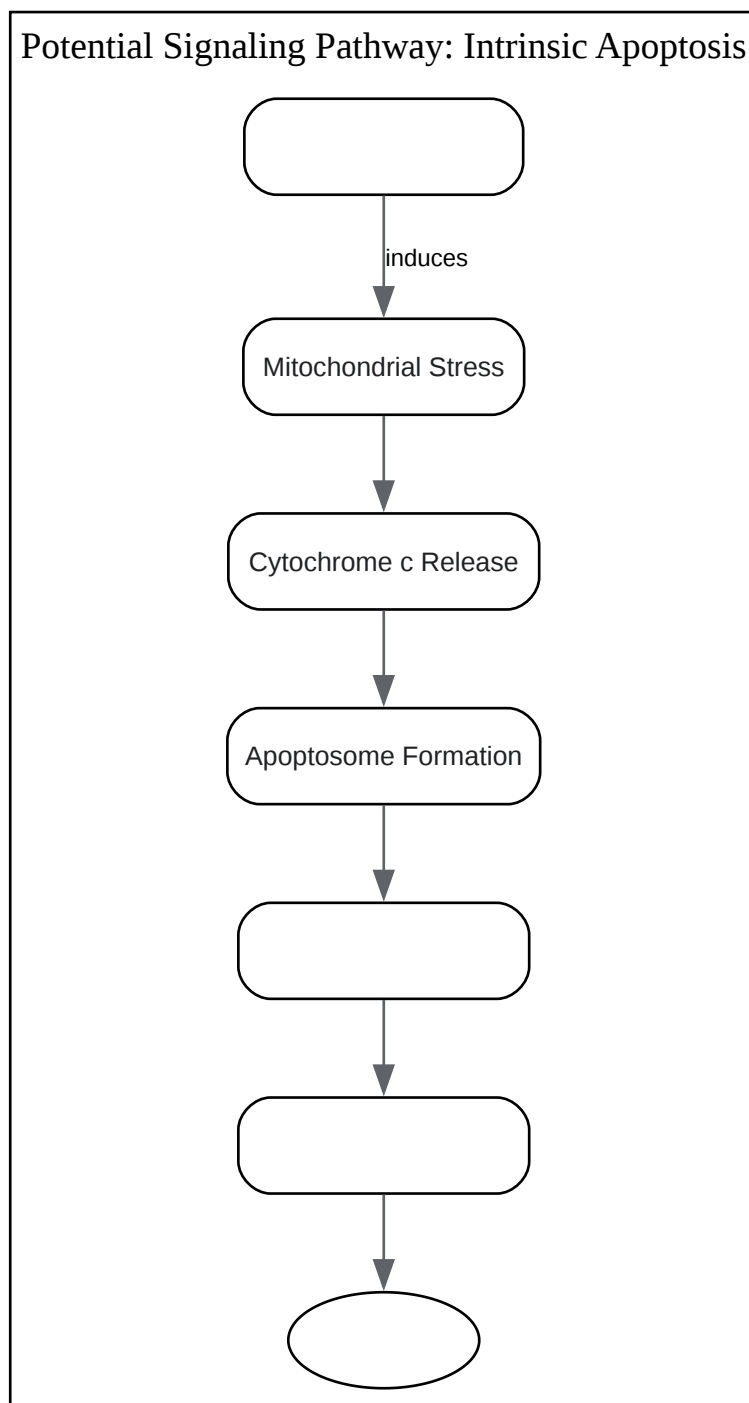 Potential Signaling Pathway: Intrinsic Apoptosis
induces
Mitochondrial Stress
Cytochrome c Release
Apoptosome Formation